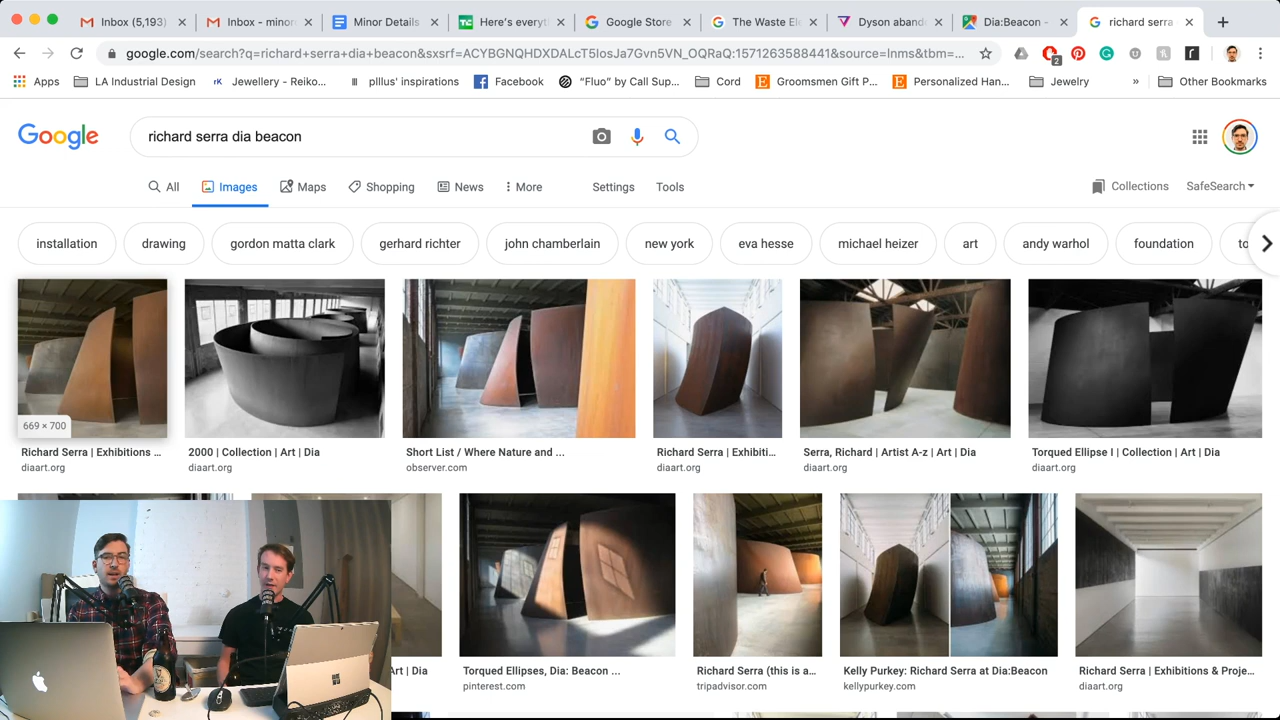 Inbox (5,193)
Inbox - minor
Minor Details
Here's every
Google Store
The Waste El
Dyson aband
Dia:Beacon -
richard serra
google.com/search?q=richard+serra+dia+beacon&sxsrf=ACYBGNQHDXDALcT5IosJa7Gvn5VN_OQRaQ:1571263588441&source=lnms&tbm=...
2
Apps
LA Industrial Design
rK
Jewellery - Reiko...
plllus' inspirations
Facebook
"Fluo" by Call Sup...
Cord
Groomsmen Gift P...
Personalized Han...
Jewelry
»
Other Bookmarks
Google
richard serra dia beacon
All
Images
Maps
Shopping
News
More
Settings
Tools
Collections
SafeSearch
installation
drawing
gordon matta clark
gerhard richter
john chamberlain
new york
eva hesse
michael heizer
art
andy warhol
foundation
to
669 × 700
Richard Serra | Exhibitions ...
diaart.org
2000 | Collection | Art | Dia
diaart.org
Short List / Where Nature and ...
observer.com
Richard Serra | Exhibiti...
diaart.org
Serra, Richard | Artist A-z | Art | Dia
diaart.org
Torqued Ellipse I | Collection | Art | Dia
diaart.org
Art | Dia
Torqued Ellipses, Dia: Beacon ...
pinterest.com
Richard Serra (this is a...
tripadvisor.com
Kelly Purkey: Richard Serra at Dia:Beacon
kellypurkey.com
Richard Serra | Exhibitions & Proje...
diaart.org